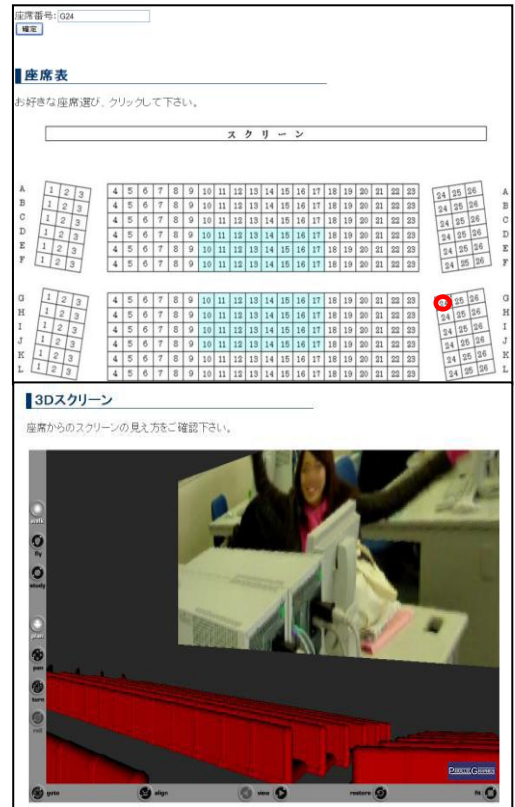 座席番号: G24
確定
座席表
お好きな座席選び、クリックして下さい。
スクリーン
A 1 2 3 4 5 6 7 8 9 10 11 12 13 14 15 16 17 18 19 20 21 22 23 24 25 26 A
B 1 2 3 4 5 6 7 8 9 10 11 12 13 14 15 16 17 18 19 20 21 22 23 24 25 26 B
C 1 2 3 4 5 6 7 8 9 10 11 12 13 14 15 16 17 18 19 20 21 22 23 24 25 26 C
D 1 2 3 4 5 6 7 8 9 10 11 12 13 14 15 16 17 18 19 20 21 22 23 24 25 26 D
E 1 2 3 4 5 6 7 8 9 10 11 12 13 14 15 16 17 18 19 20 21 22 23 24 25 26 E
F 1 2 3 4 5 6 7 8 9 10 11 12 13 14 15 16 17 18 19 20 21 22 23 24 25 26 F
G 1 2 3 4 5 6 7 8 9 10 11 12 13 14 15 16 17 18 19 20 21 22 23 24 25 26 G
H 1 2 3 4 5 6 7 8 9 10 11 12 13 14 15 16 17 18 19 20 21 22 23 24 25 26 H
I 1 2 3 4 5 6 7 8 9 10 11 12 13 14 15 16 17 18 19 20 21 22 23 24 25 26 I
J 1 2 3 4 5 6 7 8 9 10 11 12 13 14 15 16 17 18 19 20 21 22 23 24 25 26 J
K 1 2 3 4 5 6 7 8 9 10 11 12 13 14 15 16 17 18 19 20 21 22 23 24 25 26 K
L 1 2 3 4 5 6 7 8 9 10 11 12 13 14 15 16 17 18 19 20 21 22 23 24 25 26 L
3Dスクリーン
座席からのスクリーンの見え方をご確認下さい。
walk
fly
study
plan
pan
turn
roll
goto align view restore fit